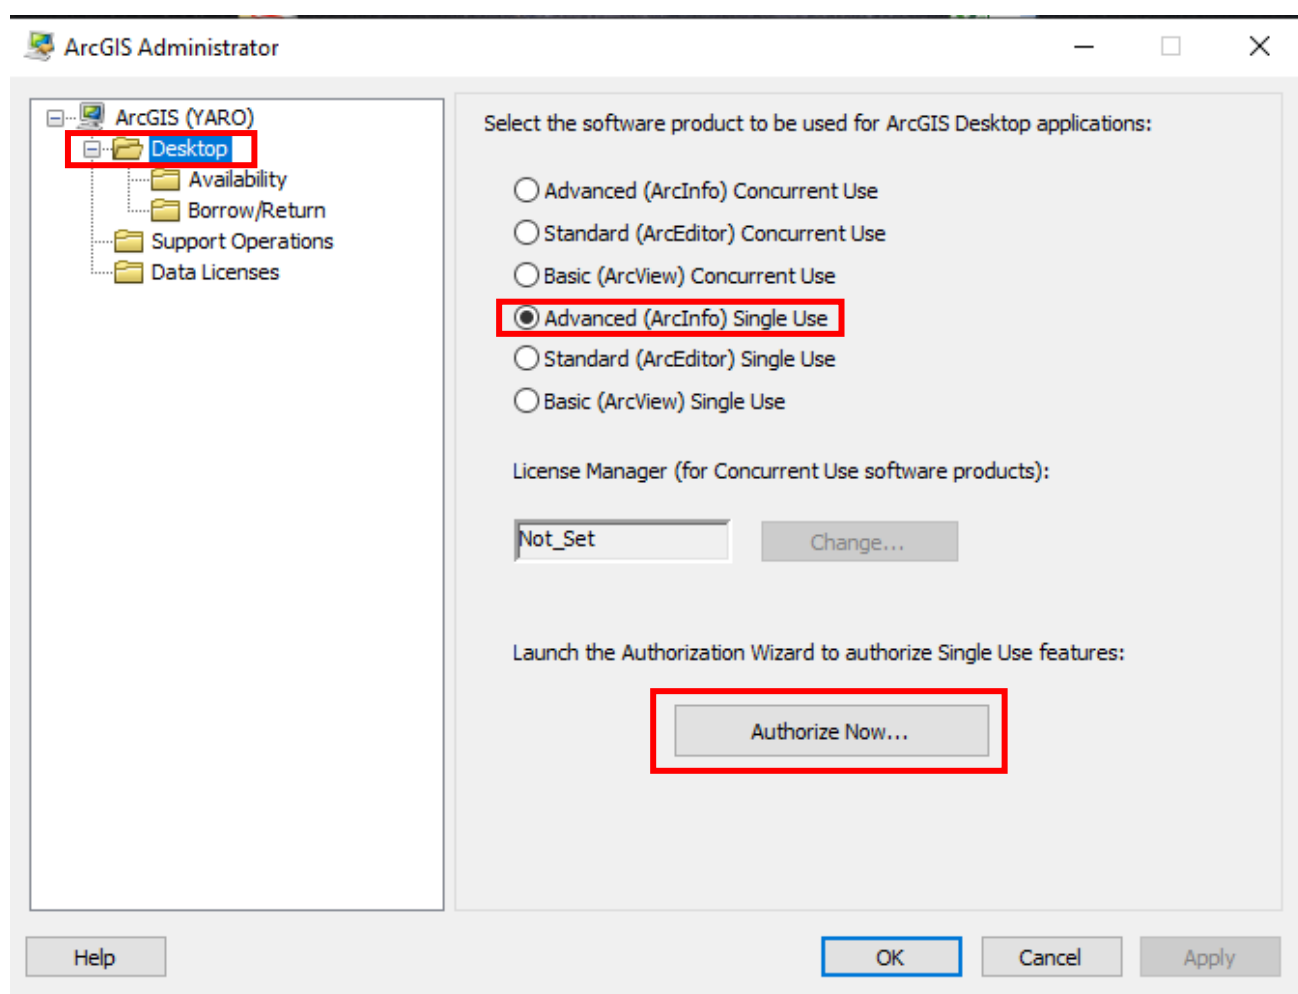 ArcGIS Administrator
ArcGIS (YARO)
Desktop
Availability
Borrow/Return
Support Operations
Data Licenses
Select the software product to be used for ArcGIS Desktop applications:
Advanced (ArcInfo) Concurrent Use
Standard (ArcEditor) Concurrent Use
Basic (ArcView) Concurrent Use
Advanced (ArcInfo) Single Use
Standard (ArcEditor) Single Use
Basic (ArcView) Single Use
License Manager (for Concurrent Use software products):
Not_Set
Change...
Launch the Authorization Wizard to authorize Single Use features:
Authorize Now...
Help
OK
Cancel
Apply